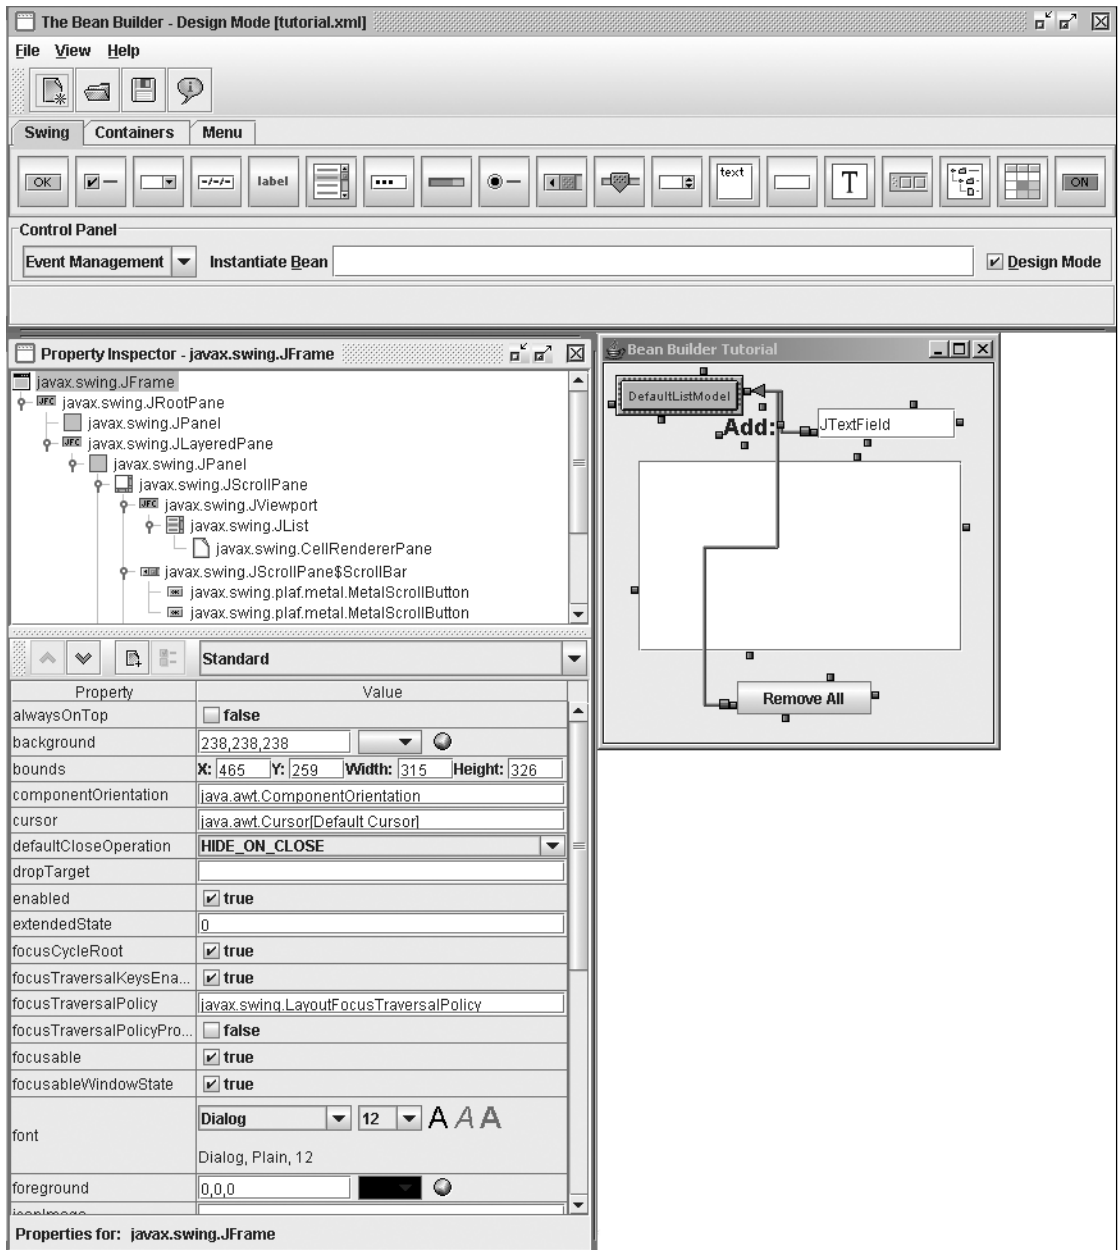 The Bean Builder - Design Mode [tutorial.xml]
File View Help
Swing Containers Menu
OK -/-/- label text T ON
Control Panel
Event Management Instantiate Bean Design Mode
Property Inspector - javax.swing.JFrame
javax.swing.JFrame
JFC javax.swing.JRootPane
javax.swing.JPanel
JFC javax.swing.JLayeredPane
javax.swing.JPanel
javax.swing.JScrollPane
JFC javax.swing.JViewport
javax.swing.JList
javax.swing.CellRendererPane
javax.swing.JScrollPane$ScrollBar
javax.swing.plaf.metal.MetalScrollButton
javax.swing.plaf.metal.MetalScrollButton
Standard
Property Value
alwaysOnTop false
background 238,238,238
bounds X: 465 Y: 259 Width: 315 Height: 326
componentOrientation java.awt.ComponentOrientation
cursor java.awt.Cursor[Default Cursor]
defaultCloseOperation HIDE_ON_CLOSE
dropTarget
enabled true
extendedState 0
focusCycleRoot true
focusTraversalKeysEna... true
focusTraversalPolicy javax.swing.LayoutFocusTraversalPolicy
focusTraversalPolicyPro... false
focusable true
focusableWindowState true
font Dialog 12 A A A
Dialog, Plain, 12
foreground 0,0,0
iconImage
Properties for: javax.swing.JFrame
Bean Builder Tutorial
DefaultListModel
Add: JTextField
Remove All